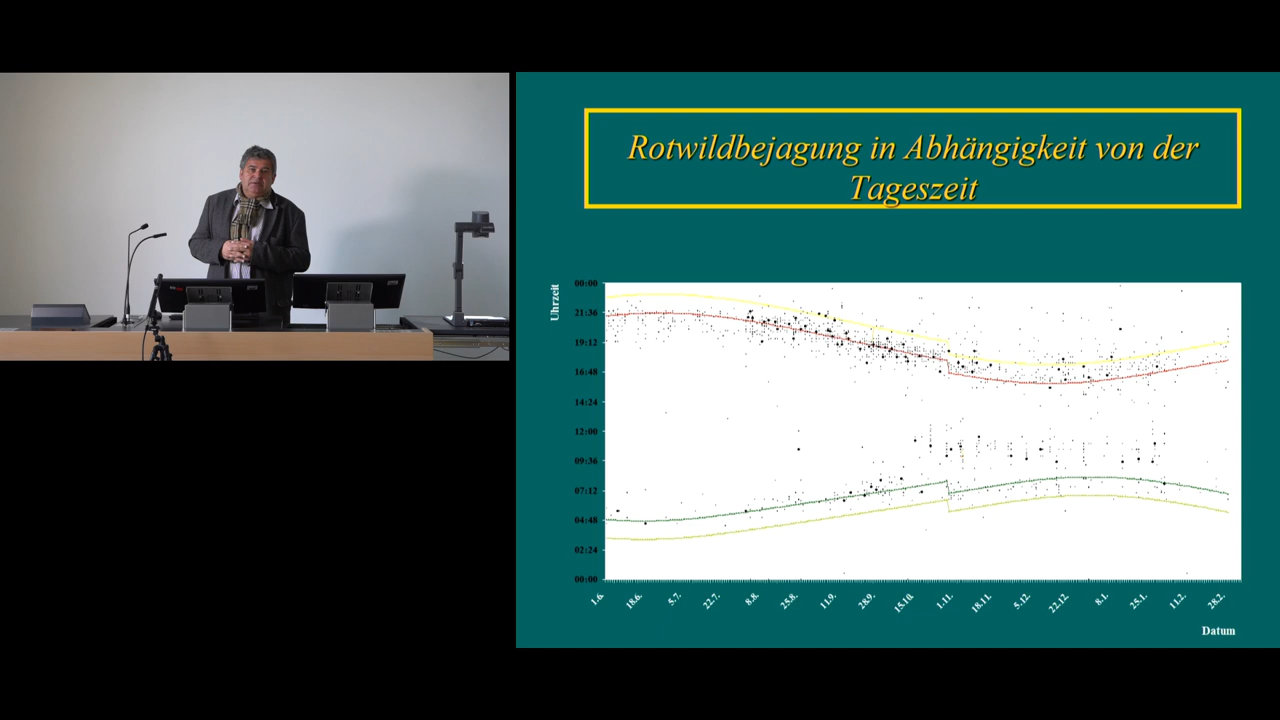 Rotwildbejagung in Abhängigkeit von der
Tageszeit
Uhrzeit
00:00
21:36
19:12
16:48
14:24
12:00
09:36
07:12
04:48
02:24
00:00
1.6. 18.6. 5.7. 22.7. 8.8. 25.8. 11.9. 28.9. 15.10. 1.11. 18.11. 5.12. 22.12. 8.1. 25.1. 11.2. 28.2.
Datum